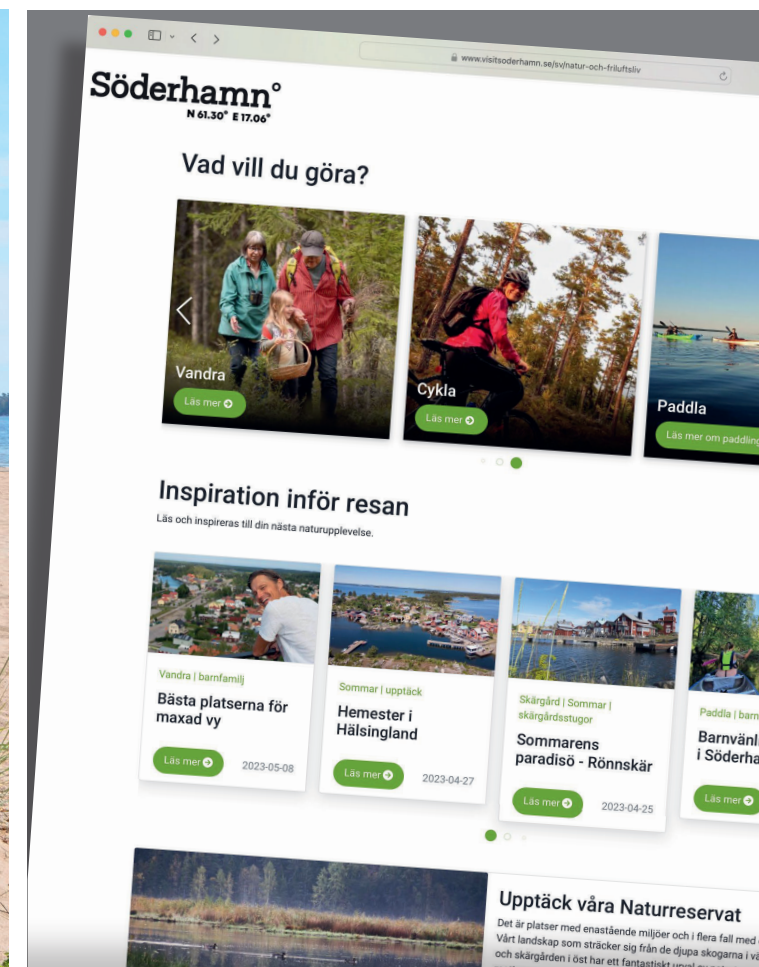 www.visitsoderhamn.se/sv/natur-och-friluftsliv
Söderhamn°
N 61.30° E 17.06°
Vad vill du göra?
Vandra
Läs mer
Cykla
Läs mer
Paddla
Läs mer om paddling
Inspiration inför resan
Läs och inspireras till din nästa naturupplevelse.
Vandra | barnfamilj
Bästa platserna för
maxad vy
Läs mer
2023-05-08
Sommar | upptäck
Hemester i
Hälsingland
Läs mer
2023-04-27
Skärgård | Sommar |
skärgårdsstugor
Sommarens
paradisö - Rönnskär
Läs mer
2023-04-25
Paddla | barn
Barnvänl
i Söderha
Läs mer
Upptäck våra Naturreservat
Det är platser med enastående miljöer och i flera fall med
Vårt landskap som sträcker sig från de djupa skogarna i vä
och skärgården i öst har ett fantastiskt urval